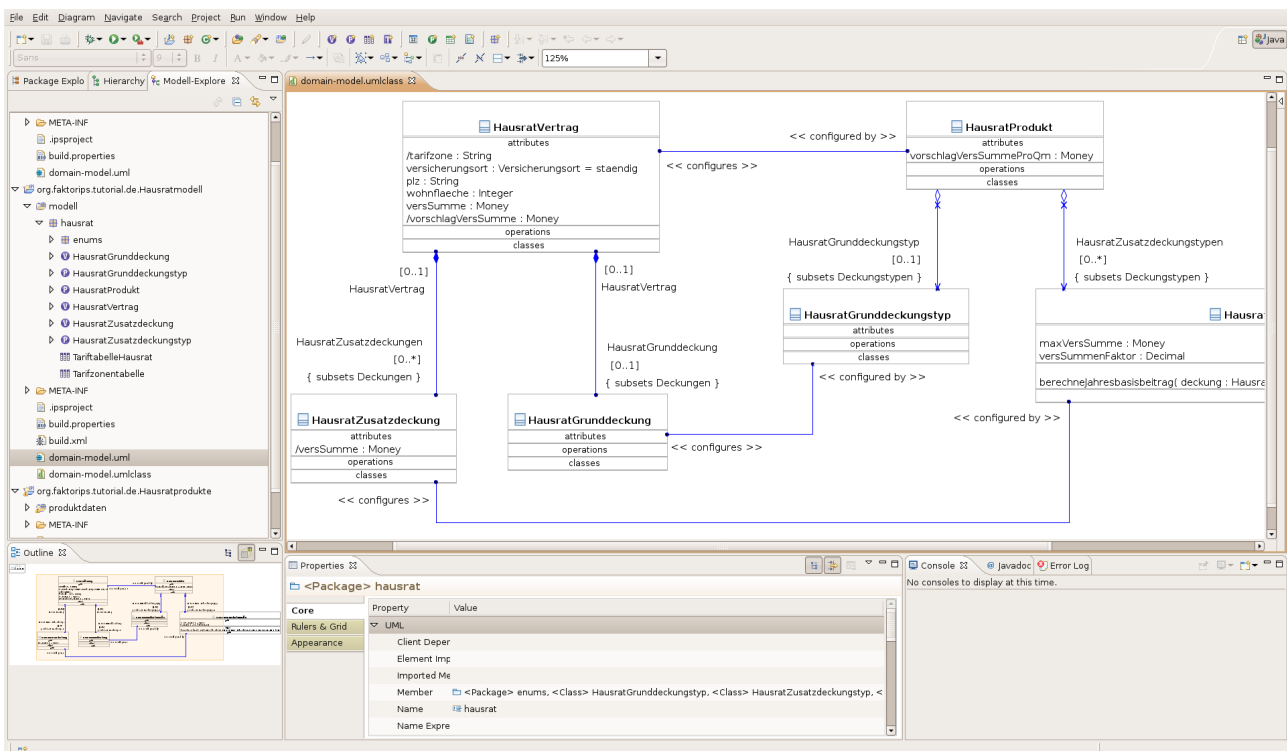 File Edit Diagram Navigate Search Project Run Window Help
Java
Sans 9 B I A 125%
Package Explo Hierarchy Modell-Explore
META-INF
.ipsproject
build.properties
domain-model.uml
org.faktorips.tutorial.de.Hausratmodell
modell
hausrat
enums
HausratGrunddeckung
HausratGrunddeckungstyp
HausratProdukt
HausratVertrag
HausratZusatzdeckung
HausratZusatzdeckungstyp
TariftabelleHausrat
Tarifzonentabelle
META-INF
.ipsproject
build.properties
build.xml
domain-model.uml
domain-model.umlclass
org.faktorips.tutorial.de.Hausratprodukte
produktdaten
META-INF
domain-model.umlclass
HausratVertrag
attributes
/tarifzone : String
versicherungsort : Versicherungsort = staendig
plz : String
wohnflaeche : Integer
versSumme : Money
/vorschlagVersSumme : Money
operations
classes
<< configured by >>
<< configures >>
HausratProdukt
attributes
vorschlagVersSummeProQm : Money
operations
classes
[0..1]
HausratVertrag
[0..1]
HausratVertrag
HausratGrunddeckungstyp
[0..1]
{ subsets Deckungstypen }
HausratZusatzdeckungstypen
[0..*]
{ subsets Deckungstypen }
HausratZusatzdeckungen
[0..*]
{ subsets Deckungen }
HausratGrunddeckung
[0..1]
{ subsets Deckungen }
HausratGrunddeckungstyp
attributes
operations
classes
Hausrat
maxVersSumme : Money
versSummenFaktor : Decimal
berechneJahresbasisbeitrag( deckung : Hausra
<< configured by >>
<< configured by >>
HausratZusatzdeckung
attributes
/versSumme : Money
operations
classes
HausratGrunddeckung
attributes
operations
classes
<< configures >>
<< configures >>
Outline
Properties
<Package> hausrat
Core
Rulers & Grid
Appearance
Property Value
UML
Client Deper
Element Imp
Imported Me
Member <Package> enums, <Class> HausratGrunddeckungstyp, <Class> HausratZusatzdeckungstyp, <
Name hausrat
Name Expre
Console Javadoc Error Log
No consoles to display at this time.